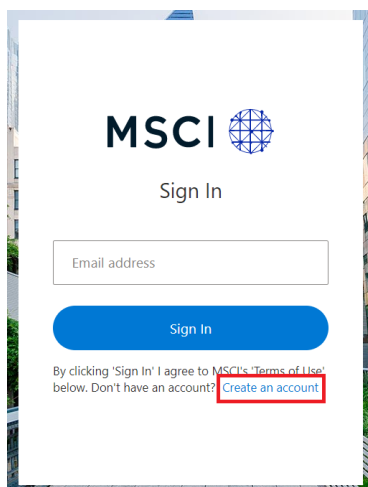 MSCI
Sign In
Email address
Sign In
By clicking 'Sign In' I agree to MSCI's 'Terms of Use'
below. Don't have an account? Create an account